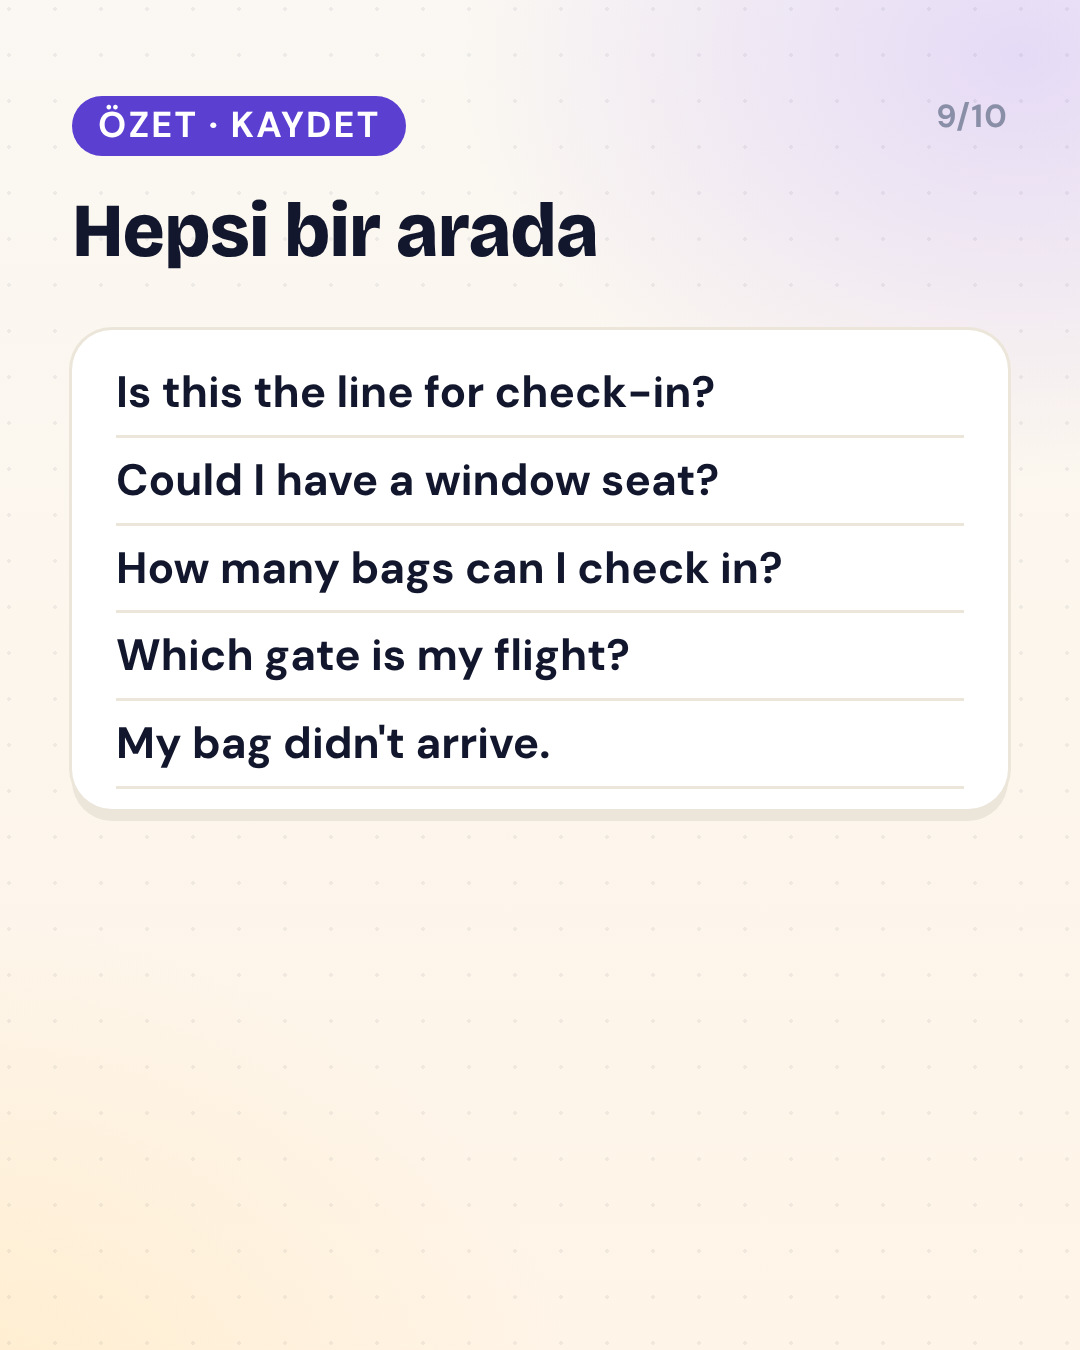 ÖZET · KAYDET
9/10
Hepsi bir arada
Is this the line for check-in?
Could I have a window seat?
How many bags can I check in?
Which gate is my flight?
My bag didn't arrive.